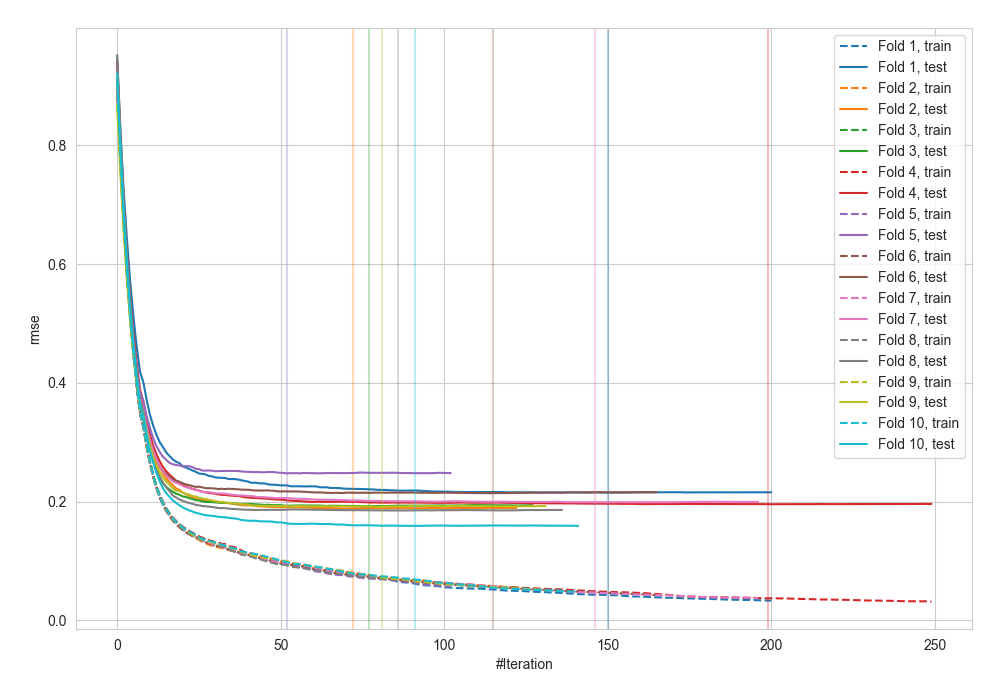 Fold 1, train
Fold 1, test
Fold 2, train
Fold 2, test
Fold 3, train
Fold 3, test
Fold 4, train
Fold 4, test
Fold 5, train
Fold 5, test
Fold 6, train
Fold 6, test
Fold 7, train
Fold 7, test
Fold 8, train
Fold 8, test
Fold 9, train
Fold 9, test
Fold 10, train
Fold 10, test
0.8
0.6
0.4
0.2
0.0
rmse
0 50 100 150 200 250
#Iteration